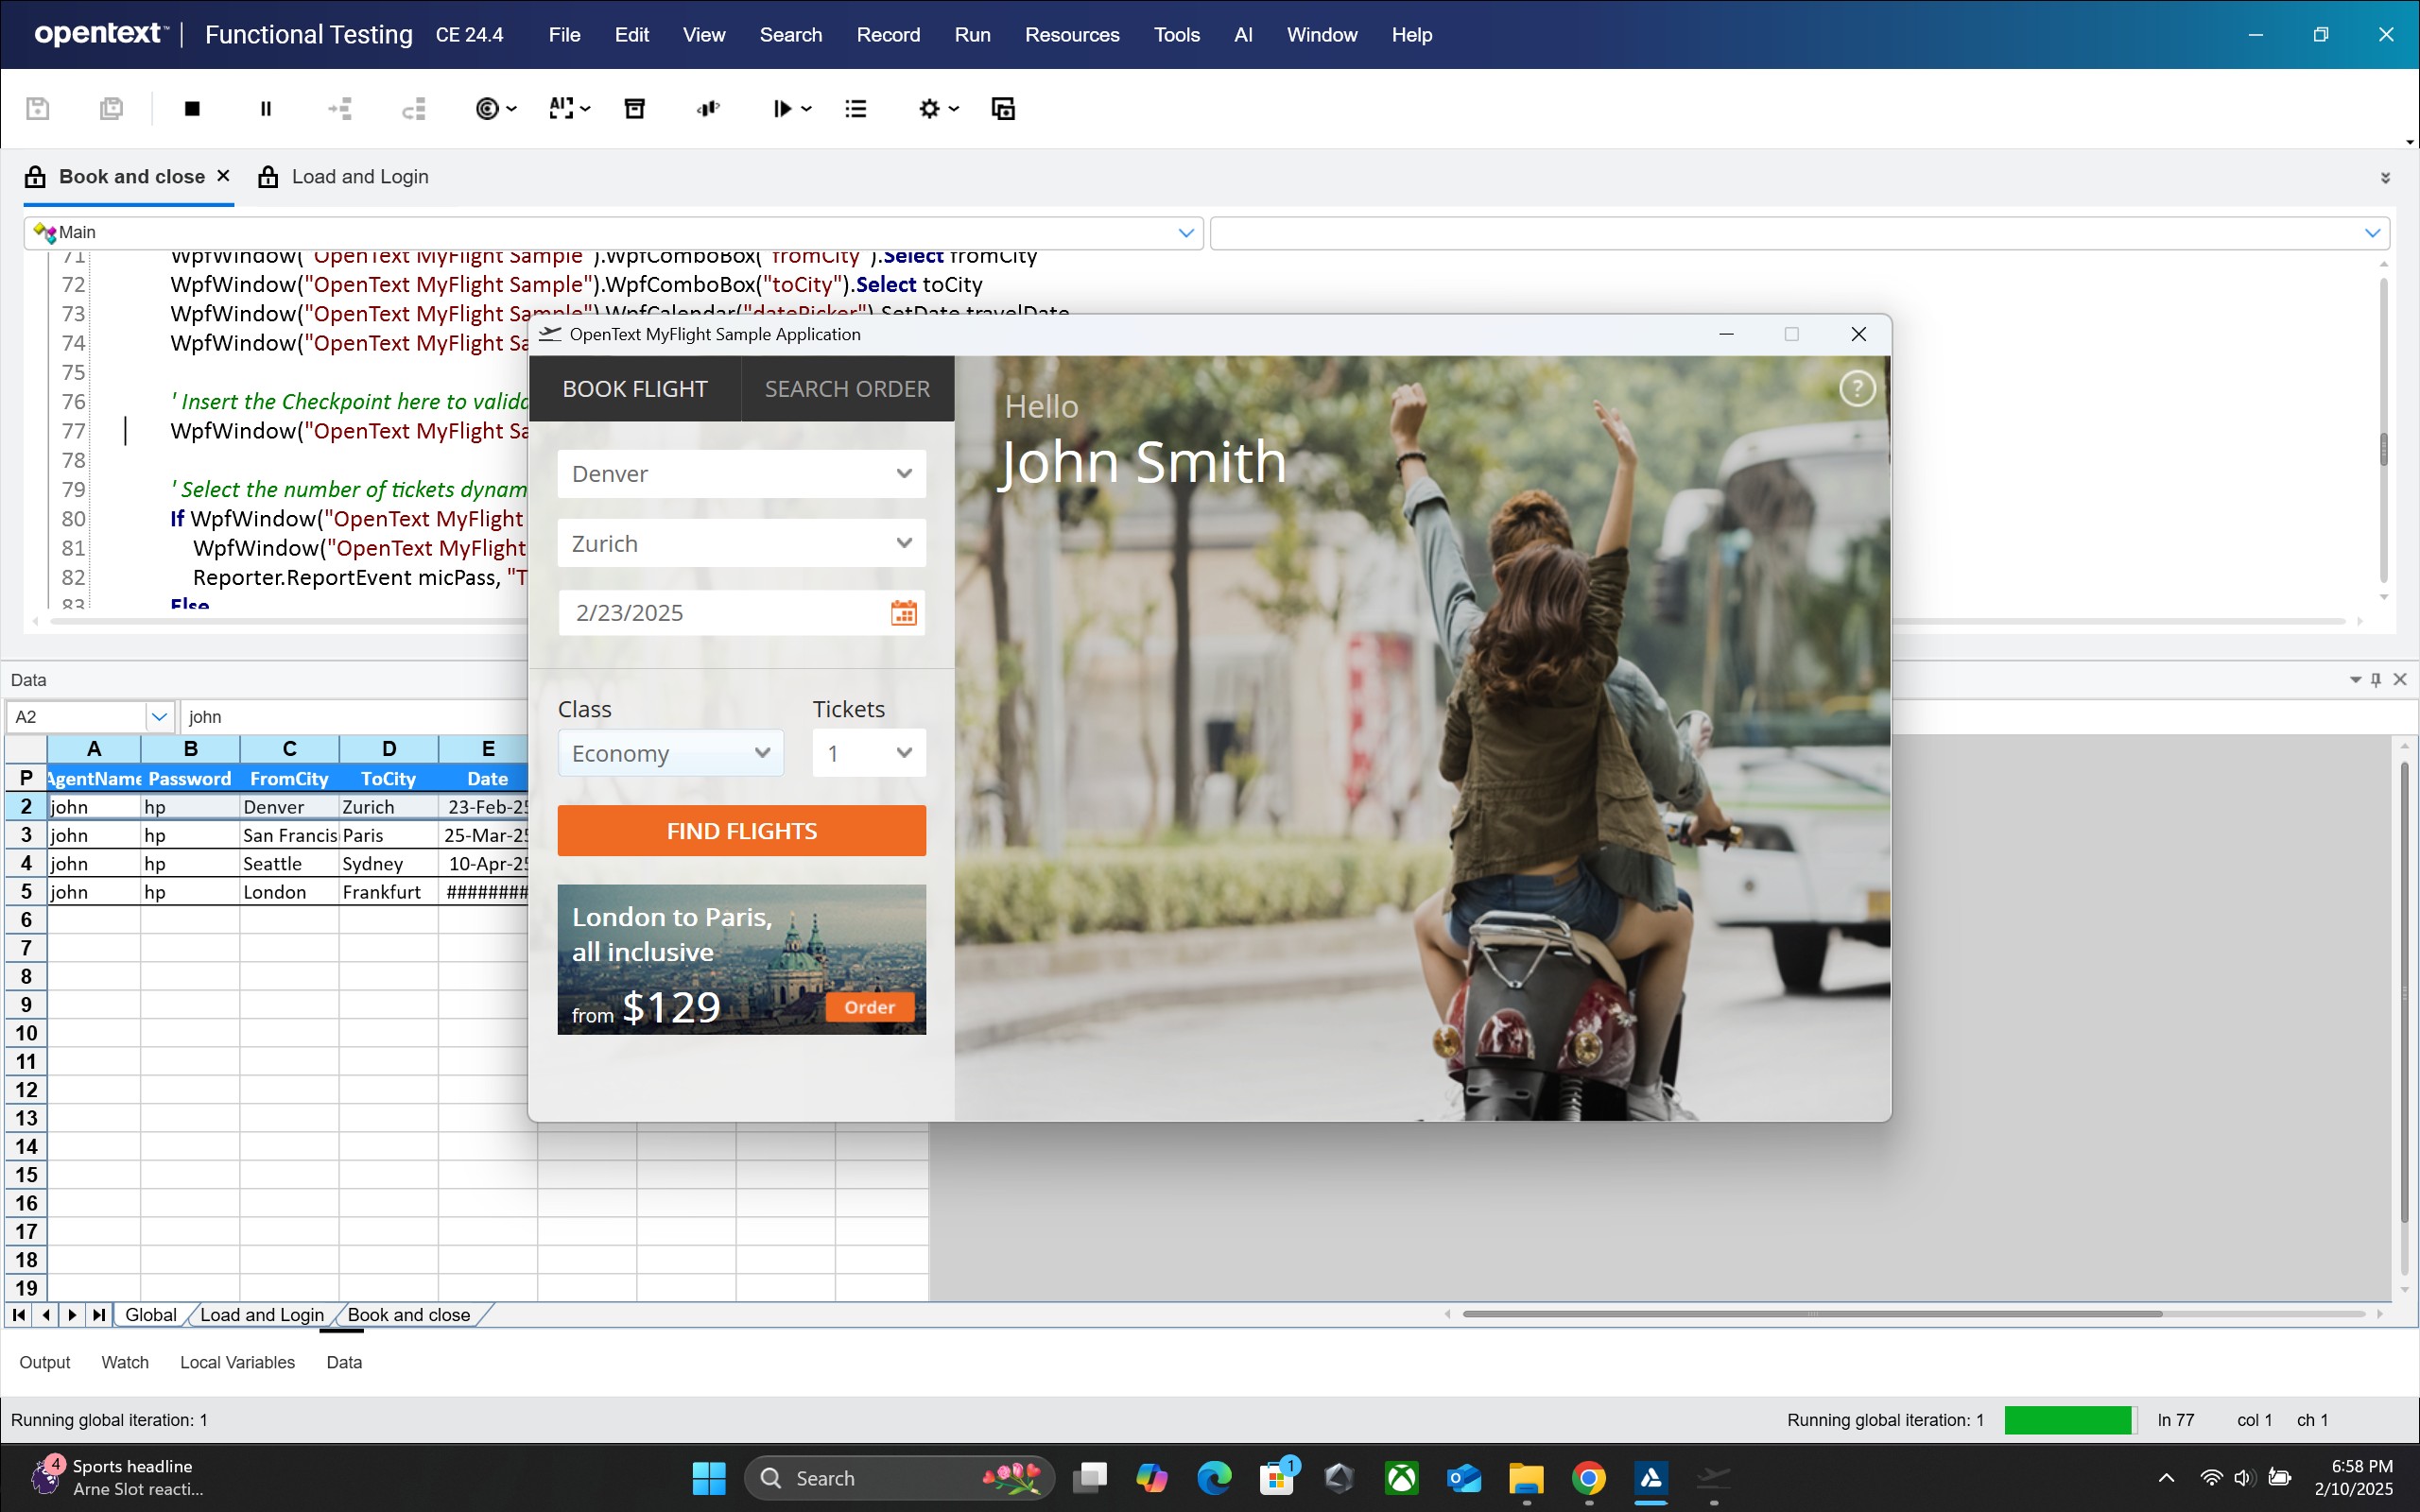 opentext™ | Functional Testing CE 24.4 File Edit View Search Record Run Resources Tools AI Window Help
Book and close Load and Login
Main
71 WpfWindow("OpenText MyFlight Sample").WpfComboBox("fromCity").Select fromCity
72 WpfWindow("OpenText MyFlight Sample").WpfComboBox("toCity").Select toCity
73 WpfWindow("OpenText MyFlight Sample").WpfCalendar("datePicker").SetDate travelDate
74 WpfWindow("OpenText MyFlight Sa
75
76 ' Insert the Checkpoint here to valida
77 WpfWindow("OpenText MyFlight Sa
78
79 ' Select the number of tickets dynam
80 If WpfWindow("OpenText MyFlight
81 WpfWindow("OpenText MyFlight
82 Reporter.ReportEvent micPass, "T
83 Else
OpenText MyFlight Sample Application
BOOK FLIGHT SEARCH ORDER
Denver
Zurich
2/23/2025
Class Tickets
Economy 1
FIND FLIGHTS
London to Paris,
all inclusive
from $129 Order
Hello
John Smith
?
Data
A2 john
A B C D E
P AgentName Password FromCity ToCity Date
2 john hp Denver Zurich 23-Feb-25
3 john hp San Francis Paris 25-Mar-25
4 john hp Seattle Sydney 10-Apr-25
5 john hp London Frankfurt ########
6
7
8
9
10
11
12
13
14
15
16
17
18
19
Global Load and Login Book and close
Output Watch Local Variables Data
Running global iteration: 1 Running global iteration: 1 ln 77 col 1 ch 1
4 Sports headline
Arne Slot reacti...
Search
1
6:58 PM
2/10/2025